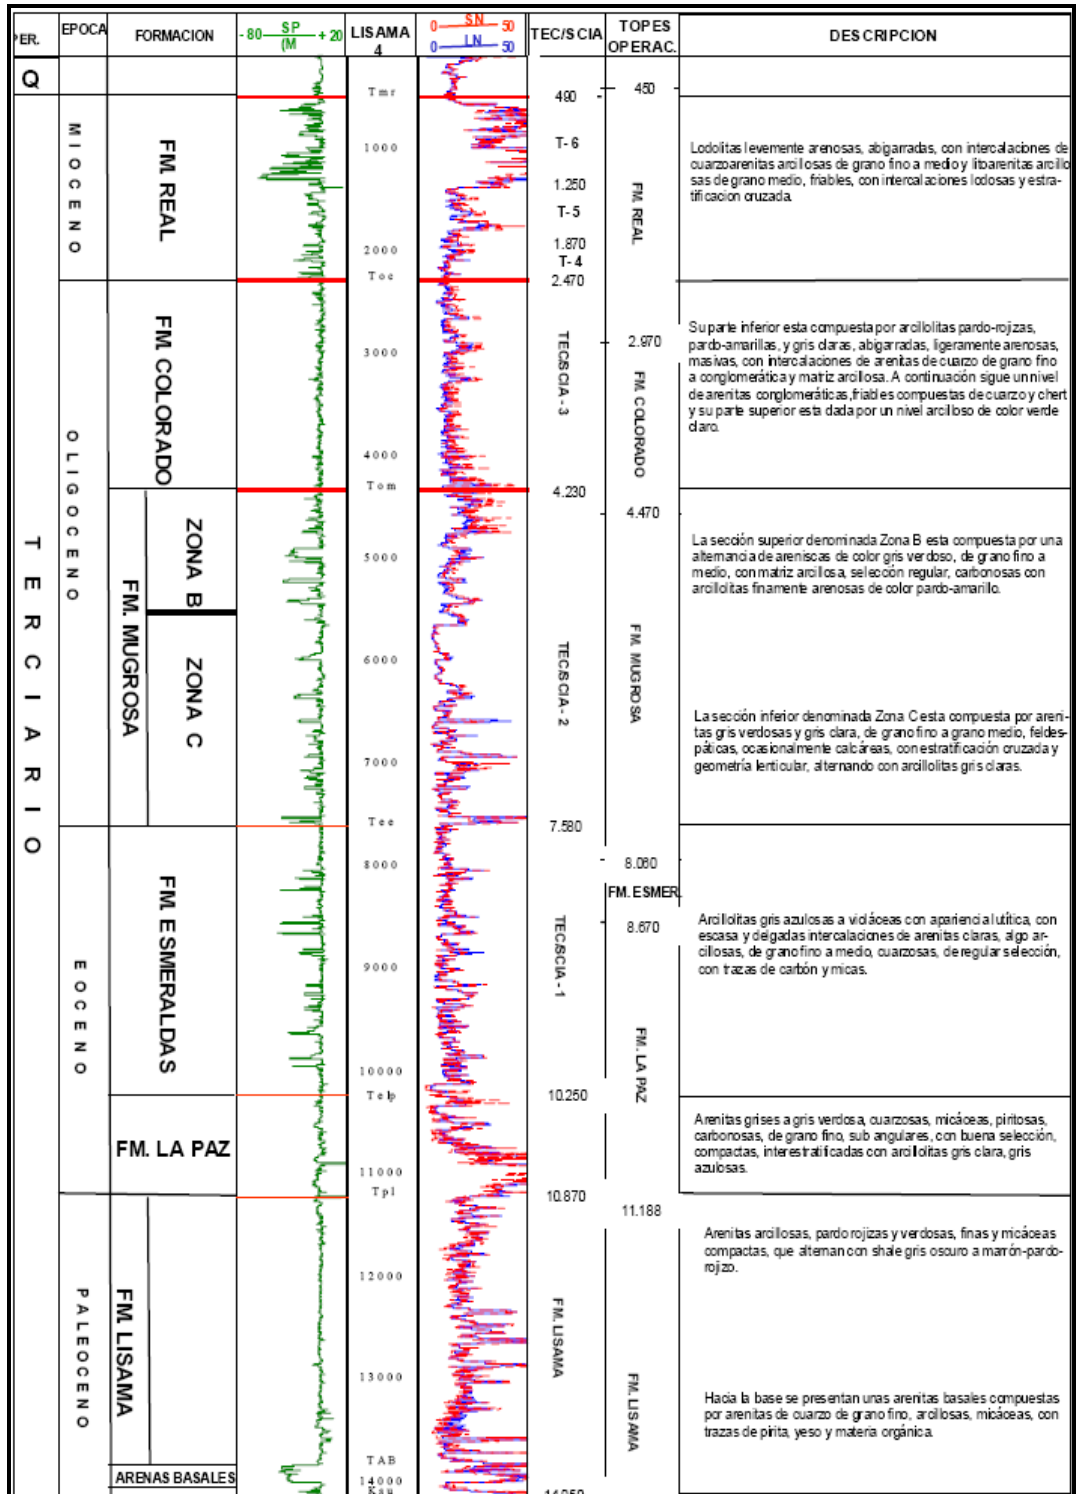 PER.
EPOCA
FORMACION
-80 SP +20
(M
LISAMA
4
0 SN 50
0 LN 50
TEC/SCIA
TOPES
OPERAC.
DESCRIPCION
Q
T E R C I A R I O
M I O C E N O
O L I G O C E N O
E O C E N O
P A L E O C E N O
FM. REAL
FM. COLORADO
FM. MUGROSA
ZONA B
ZONA C
FM. ESMERALDAS
FM. LA PAZ
FM. LISAMA
ARENAS BASALES
Tmr
1000
2000
Toc
3000
4000
Tom
5000
6000
7000
Tee
8000
9000
10000
Telp
11000
Tpl
12000
13000
TAB
14000
490
T-6
1.250
T-5
1.870
T-4
2.470
TEC/SCIA - 3
4.230
TEC/SCIA - 2
7.580
TEC/SCIA - 1
10.250
10.870
FM. LISAMA
450
FM. REAL
2.970
FM. COLORADO
4.470
FM. MUGROSA
8.060
FM. ESMER.
8.670
FM. LA PAZ
11.188
FM. LISAMA
Lodolitas levemente arenosas, abigarradas, con intercalaciones de
cuarzoarenitas arcillosas de grano fino a medio y litoarenitas arcillo
sas de grano medio, friables, con intercalaciones lodosas y estra-
tificacion cruzada.
Su parte inferior esta compuesta por arcillolitas pardo-rojizas,
pardo-amarillas, y gris claras, abigarradas, ligeramente arenosas,
masivas, con intercalaciones de arenitas de cuarzo de grano fino
a conglomerática y matriz arcillosa. A continuación sigue un nivel
de arenitas conglomeráticas,friables compuestas de cuarzo y chert
y su parte superior esta dada por un nivel arcilloso de color verde
claro.
La sección superior denominada Zona B esta compuesta por una
alternancia de areniscas de color gris verdoso, de grano fino a
medio, con matriz arcillosa, selección regular, carbonosas con
arcillolitas finamente arenosas de color pardo-amarillo.
La sección inferior denominada Zona C esta compuesta por areni-
tas gris verdosas y gris clara, de grano fino a grano medio, feldes-
páticas, ocasionalmente calcáreas, con estratificación cruzada y
geometría lenticular, alternando con arcillolitas gris claras.
Arcillolitas gris azulosas a violáceas con apariencia lutítica, con
escasa y delgadas intercalaciones de arenitas claras, algo ar-
cillosas, de grano fino a medio, cuarzosas, de regular selección,
con trazas de carbón y micas.
Arenitas grises a gris verdosa, cuarzosas, micáceas, piritosas,
carbonosas, de grano fino, sub angulares, con buena selección,
compactas, interestratificadas con arcillolitas gris clara, gris
azulosas.
Arenitas arcillosas, pardo rojizas y verdosas, finas y micáceas
compactas, que alternan con shale gris oscuro a marrón-pardo-
rojizo.
Hacia la base se presentan unas arenitas basales compuestas
por arenitas de cuarzo de grano fino, arcillosas, micáceas, con
trazas de pirita, yeso y materia orgánica.